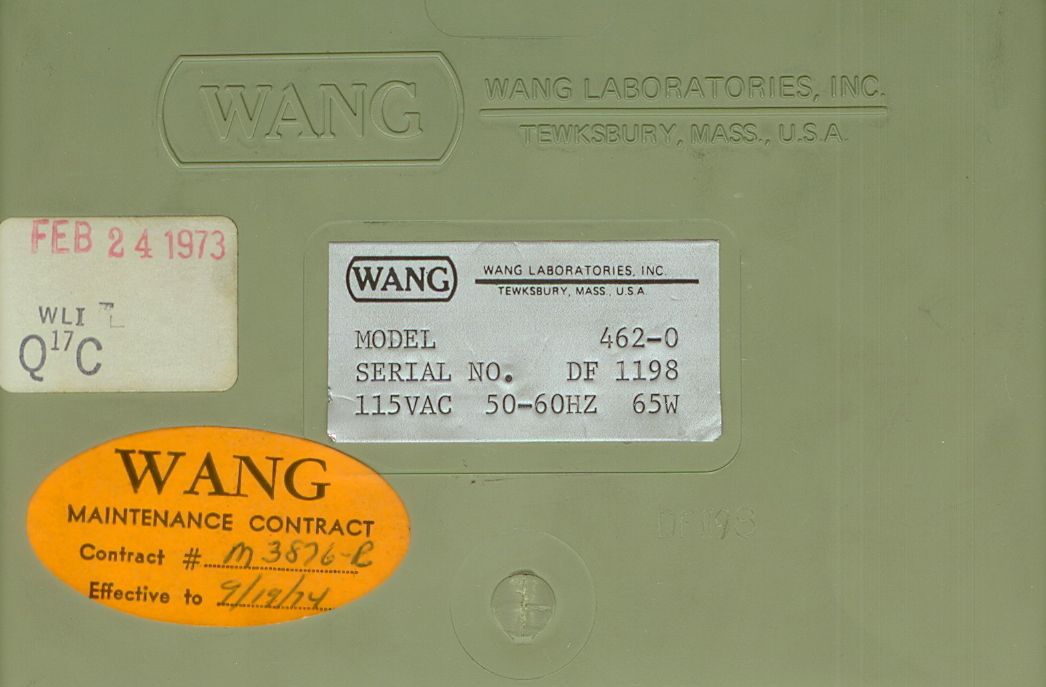 WANG
WANG LABORATORIES, INC.
TEWKSBURY, MASS., U.S.A.
FEB 24 1973
WLI
Q17C
WANG
WANG LABORATORIES, INC.
TEWKSBURY, MASS., U.S.A.
MODEL 462-0
SERIAL NO. DF 1198
115VAC 50-60HZ 65W
WANG
MAINTENANCE CONTRACT
Contract # M3876-R
Effective to 9/19/74